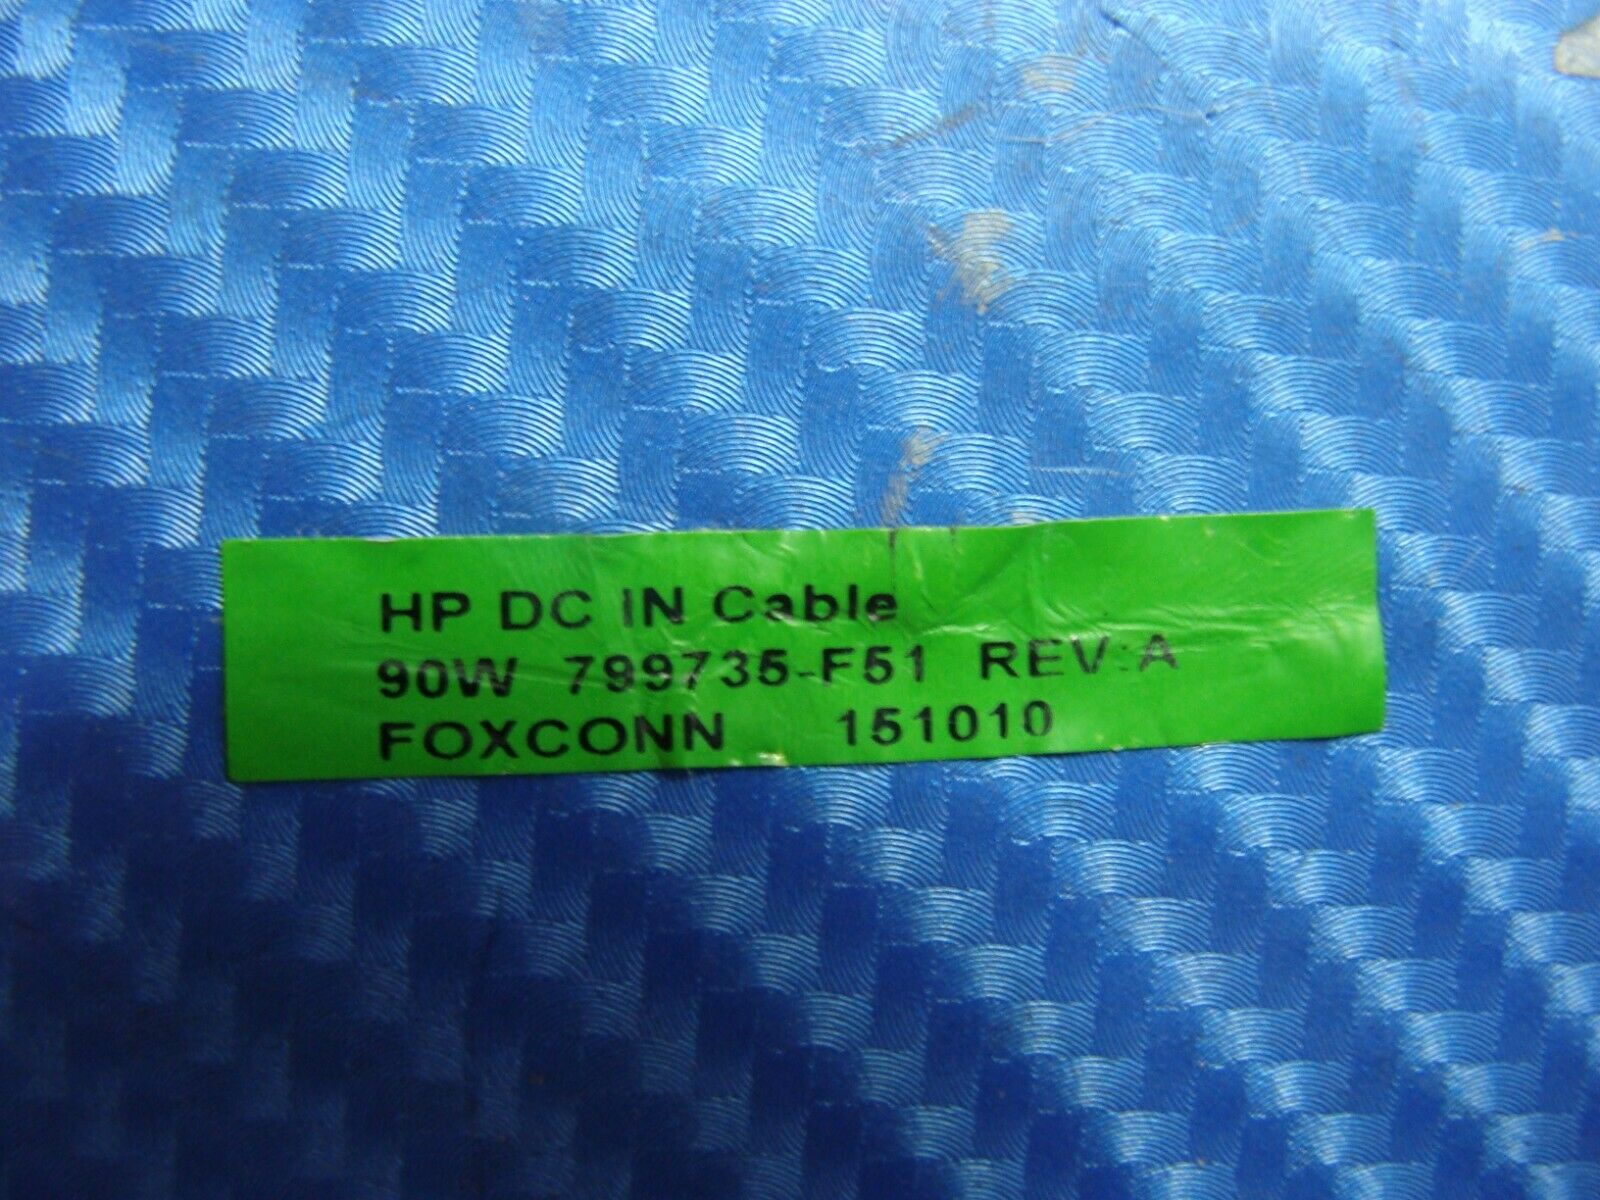 HP DC IN Cable
90W 799735-F51 REV:A
FOXCONN 151010